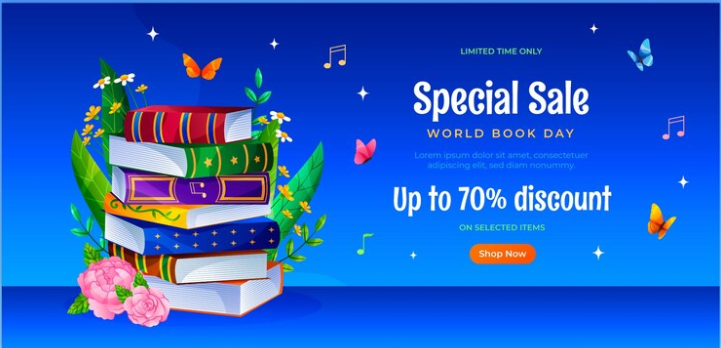 LIMITED TIME ONLY
Special Sale
WORLD BOOK DAY
Lorem ipsum dolor sit amet, consectetuer
adipiscing elit, sed diam nonummy.
Up to 70% discount
ON SELECTED ITEMS
Shop Now